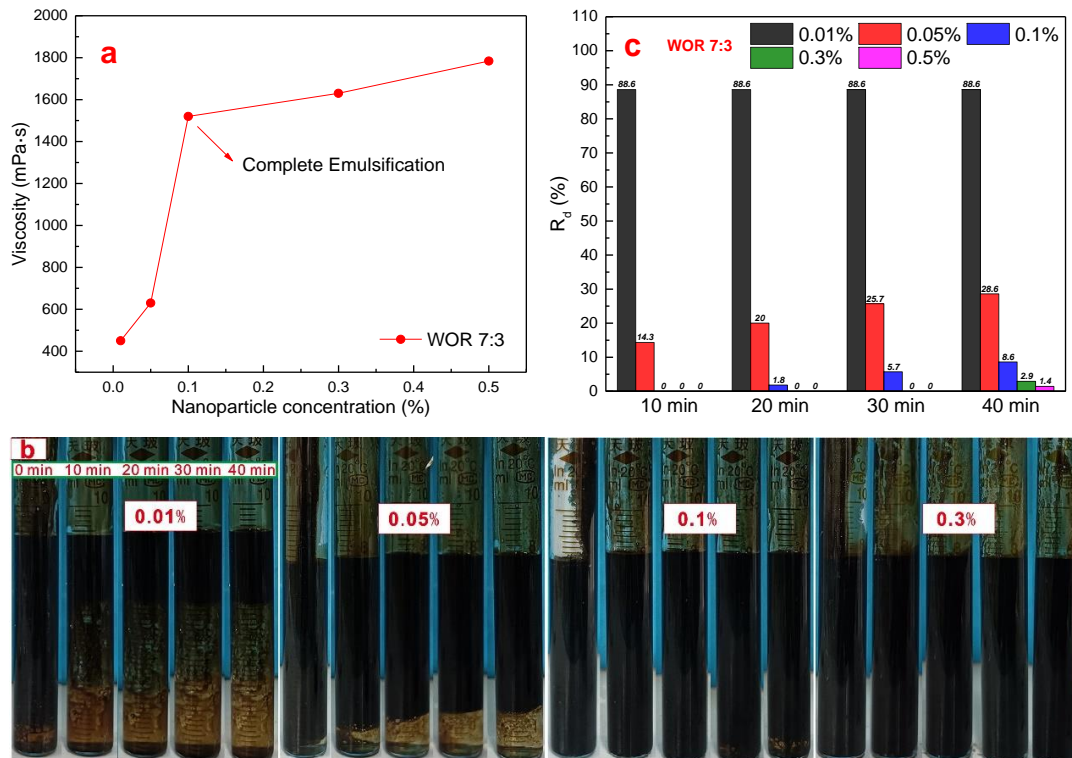 a
2000
1800
1600
1400
1200
1000
800
600
400
Viscosity (mPa·s)
Complete Emulsification
WOR 7:3
0.0 0.1 0.2 0.3 0.4 0.5
Nanoparticle concentration (%)
c
WOR 7:3
0.01% 0.05% 0.1%
0.3% 0.5%
110
100
90
80
70
60
50
40
30
20
10
0
R_d (%)
88.6 88.6 88.6 88.6
14.3 0 0 0
20 1.8 0 0
25.7 5.7 0 0
28.6 8.6 2.9 1.4
10 min 20 min 30 min 40 min
b
0 min 10 min 20 min 30 min 40 min
0.01%
0.05%
0.1%
0.3%
In 20°C
ml
10